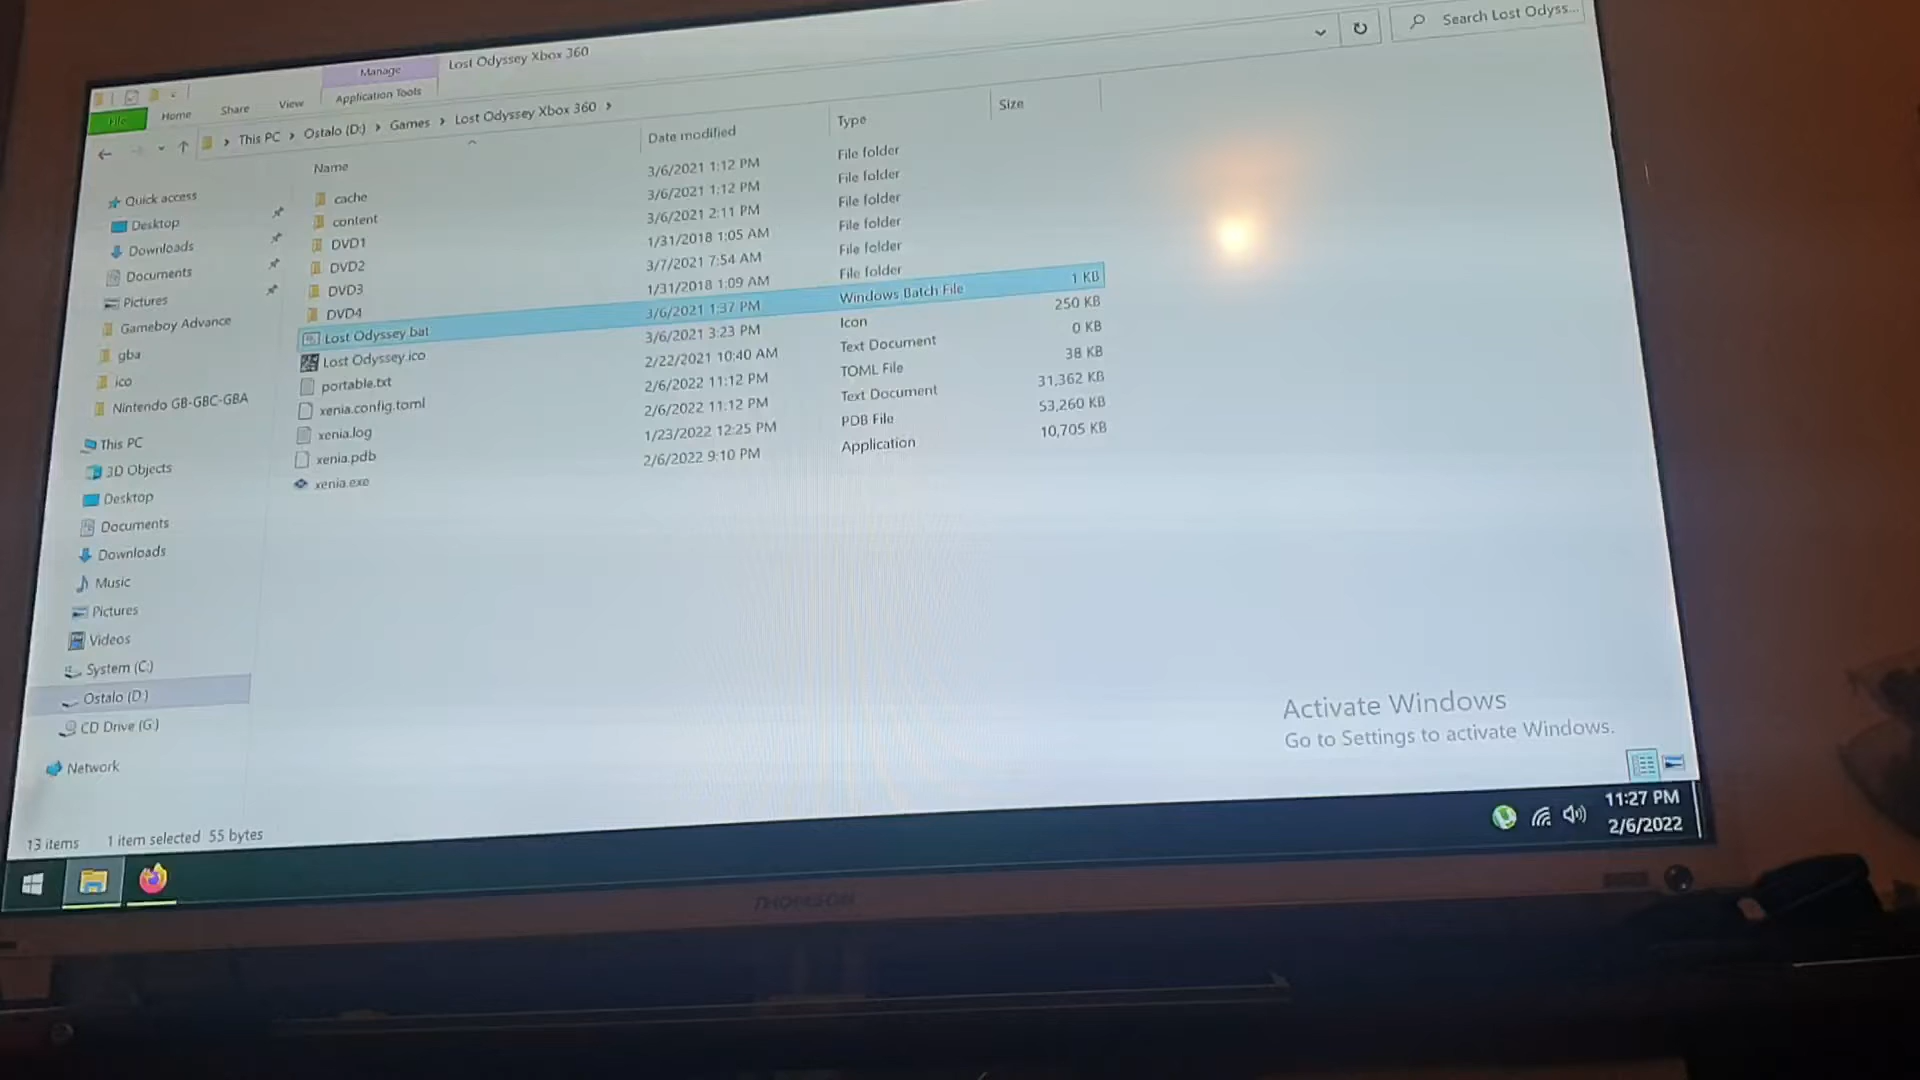 Manage
Lost Odyssey Xbox 360
File
Home
Share
View
Application Tools
This PC
Ostalo (D:)
Games
Lost Odyssey Xbox 360
Search Lost Odyss...
Name
Date modified
Type
Size
cache
3/6/2021 1:12 PM
File folder
content
3/6/2021 1:12 PM
File folder
DVD1
3/6/2021 2:11 PM
File folder
DVD2
1/31/2018 1:05 AM
File folder
DVD3
3/7/2021 7:54 AM
File folder
DVD4
1/31/2018 1:09 AM
File folder
Lost Odyssey.bat
3/6/2021 1:37 PM
Windows Batch File
1 KB
Lost Odyssey.ico
3/6/2021 3:23 PM
Icon
250 KB
portable.txt
2/22/2021 10:40 AM
Text Document
0 KB
xenia.config.toml
2/6/2022 11:12 PM
TOML File
38 KB
xenia.log
2/6/2022 11:12 PM
Text Document
31,362 KB
xenia.pdb
1/23/2022 12:25 PM
PDB File
53,260 KB
xenia.exe
2/6/2022 9:10 PM
Application
10,705 KB
Quick access
Desktop
Downloads
Documents
Pictures
Gameboy Advance
gba
ico
Nintendo GB-GBC-GBA
This PC
3D Objects
Desktop
Documents
Downloads
Music
Pictures
Videos
System (C:)
Ostalo (D:)
CD Drive (G:)
Network
13 items
1 item selected 55 bytes
Activate Windows
Go to Settings to activate Windows.
11:27 PM
2/6/2022
THOMSON